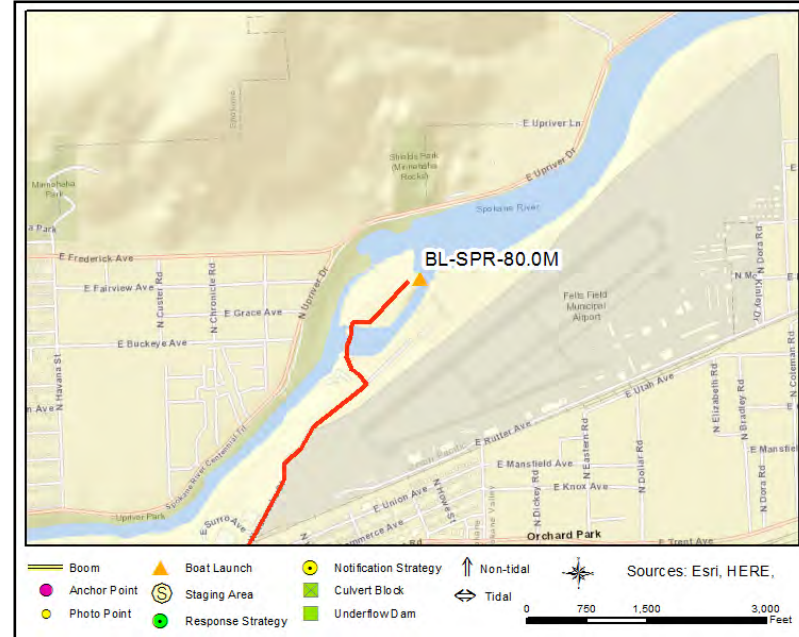 E Upriver Ln
Shields Park
(Minnehaha
Rocks)
E Upriver Dr
Spokane River
Minnehaha
Park
BL-SPR-80.0M
E Frederick Ave
E Fairview Ave
N Custer Rd
N Chronicle Rd
E Grace Ave
N Upriver Dr
E Buckeye Ave
N Havana St
Felts Field
Municipal
Airport
N Dora Rd
N Kinley Dr
N Coleman Rd
E Utah Ave
N Elizabeth Rd
N Bradley Rd
E Rutter Ave
Spokane River Centennial Trl
Upriver Park
E Mansfield Ave
N Eastern Rd
E Mansfi
E Knox Ave
N Dollar Rd
N Dickey Rd
N Dora Rd
E Union Ave
N Howe St
E Surro Ave
Orchard Park
E Trent Ave
Boom
Boat Launch
Notification Strategy
Non-tidal
Sources: Esri, HERE,
Anchor Point
S
Staging Area
Culvert Block
Tidal
Photo Point
Response Strategy
Underflow Dam
0 750 1,500 3,000
Feet